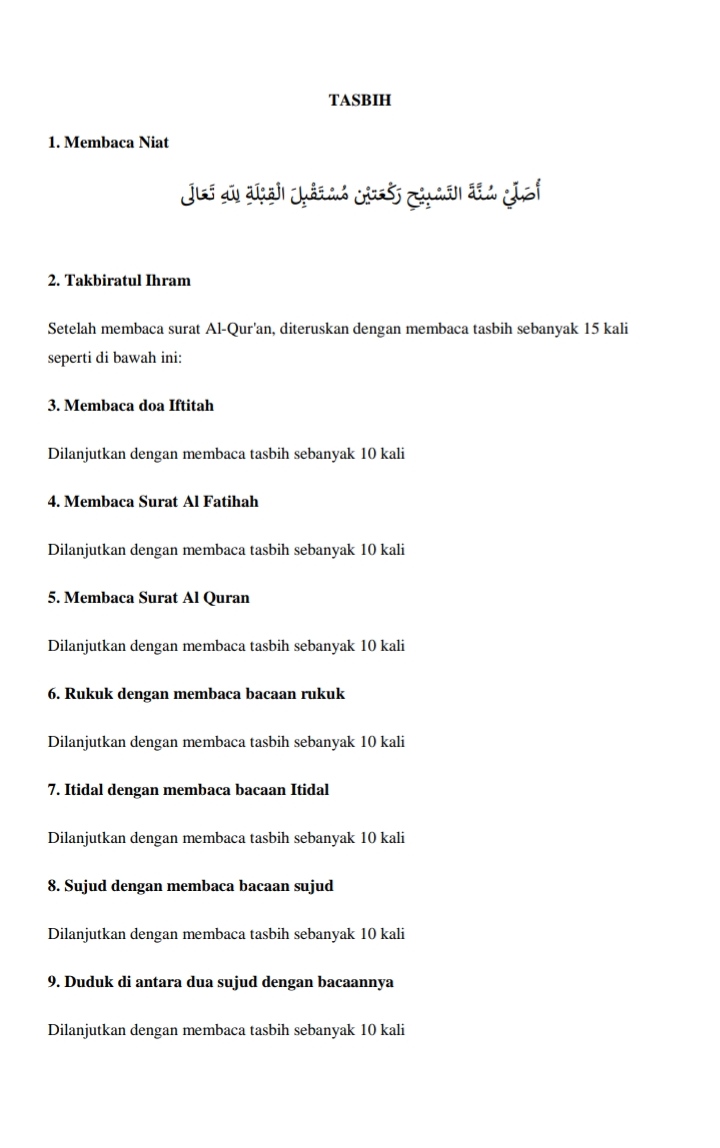 TASBIH
1. Membaca Niat
أُصَلِّيْ سُنَّةَ التَّسْبِيْحِ رَكْعَتَيْنِ مُسْتَقْبِلَ الْقِبْلَةِ لِلّٰهِ تَعَالَى
2. Takbiratul Ihram
Setelah membaca surat Al-Qur'an, diteruskan dengan membaca tasbih sebanyak 15 kali
seperti di bawah ini:
3. Membaca doa Iftitah
Dilanjutkan dengan membaca tasbih sebanyak 10 kali
4. Membaca Surat Al Fatihah
Dilanjutkan dengan membaca tasbih sebanyak 10 kali
5. Membaca Surat Al Quran
Dilanjutkan dengan membaca tasbih sebanyak 10 kali
6. Rukuk dengan membaca bacaan rukuk
Dilanjutkan dengan membaca tasbih sebanyak 10 kali
7. Itidal dengan membaca bacaan Itidal
Dilanjutkan dengan membaca tasbih sebanyak 10 kali
8. Sujud dengan membaca bacaan sujud
Dilanjutkan dengan membaca tasbih sebanyak 10 kali
9. Duduk di antara dua sujud dengan bacaannya
Dilanjutkan dengan membaca tasbih sebanyak 10 kali